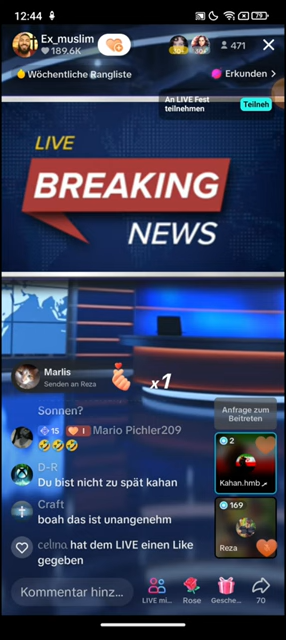 12:44
79
Ex_muslim
189.6K
471
Wöchentliche Rangliste
Erkunden >
An LIVE Fest
teilnehmen
Teilneh
LIVE
BREAKING
NEWS
Marlis
Senden an Reza
x1
Sonnen?
15 I Mario Pichler209
🤣🤣🤣
D-R
Du bist nicht zu spät kahan
Craft
boah das ist unangenehm
celina hat dem LIVE einen Like
gegeben
Anfrage zum
Beitreten
2
Kahan.hmb
169
Reza
Kommentar hinz...
LIVE mi...
Rose
Gesche...
70